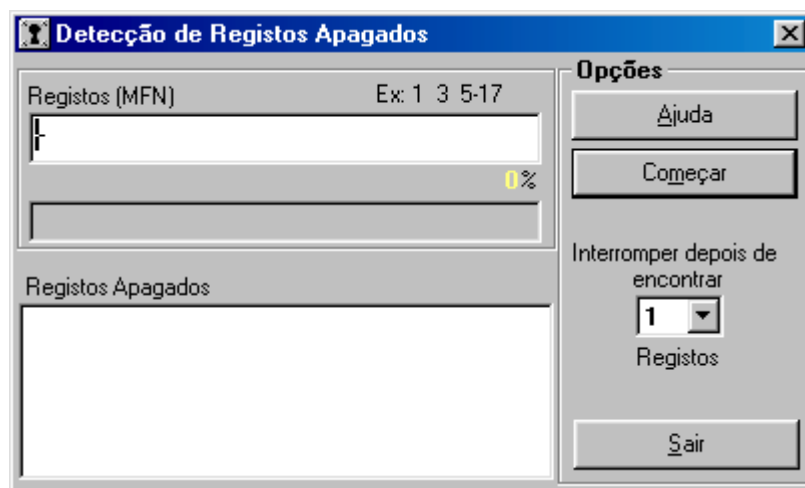 Detecção de Registos Apagados
Registos (MFN) Ex: 1 3 5-17
-
0%
Registos Apagados
Opções
Ajuda
Começar
Interromper depois de
encontrar
1
Registos
Sair